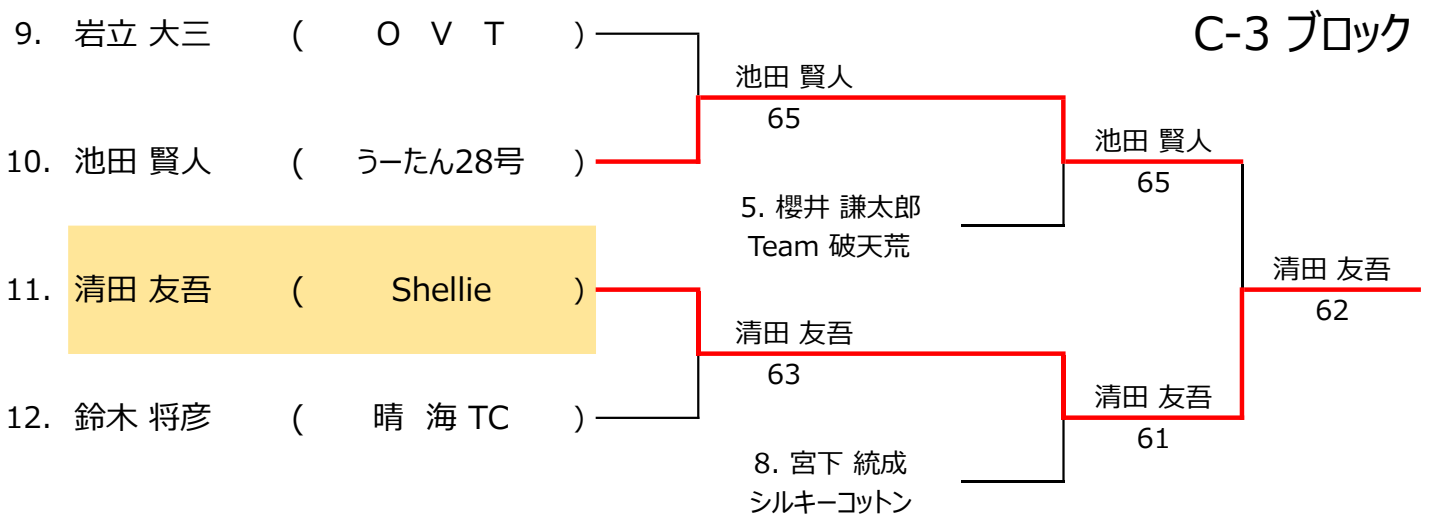 C-3 ブロック
9. 岩立 大三 ( O V T )
池田 賢人
65
10. 池田 賢人 ( うーたん28号 )
池田 賢人
65
5. 櫻井 謙太郎
Team 破天荒
11. 清田 友吾 ( Shellie )
清田 友吾
62
清田 友吾
63
12. 鈴木 将彦 ( 晴 海 TC )
清田 友吾
61
8. 宮下 統成
シルキーコットン